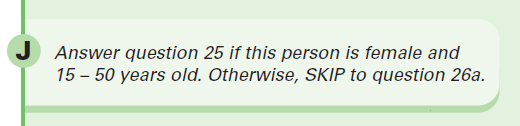 J Answer question 25 if this person is female and
15 – 50 years old. Otherwise, SKIP to question 26a.